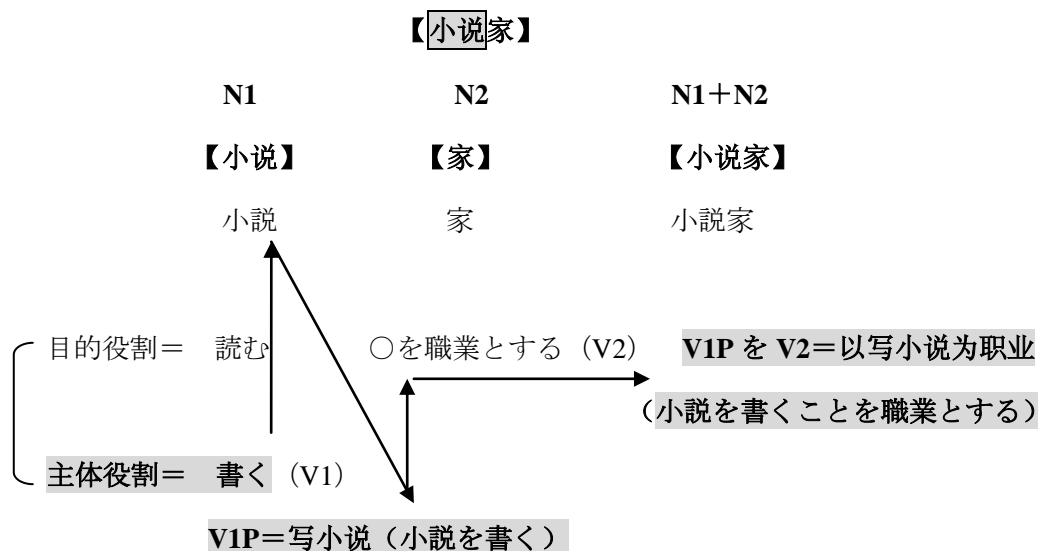 【小说家】
N1 N2 N1＋N2
【小说】 【家】 【小说家】
小説 家 小説家
目的役割＝ 読む ○を職業とする（V2） V1P を V2＝以写小说为职业
（小説を書くことを職業とする）
主体役割＝ 書く（V1）
V1P＝写小说（小説を書く）